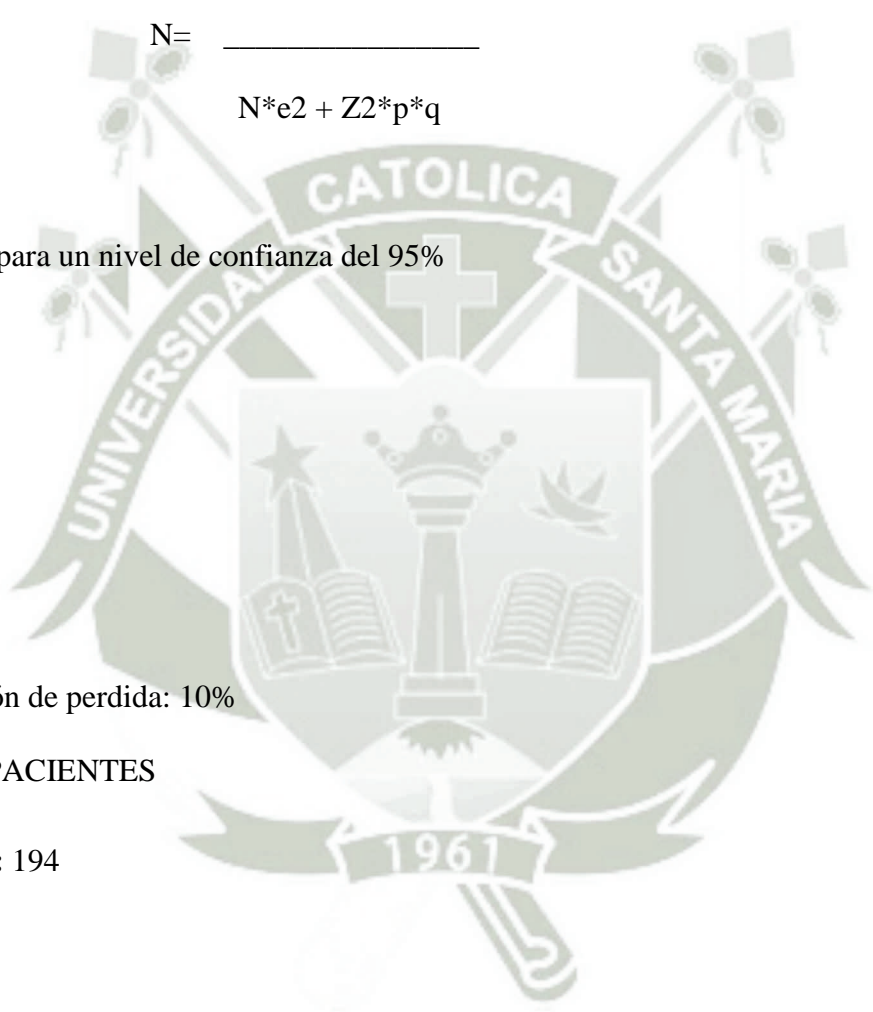 N= ________________
N*e2 + Z2*p*q
para un nivel de confianza del 95%
ón de perdida: 10%
PACIENTES
: 194
UNIVERSIDAD CATOLICA SANTA MARIA
1961